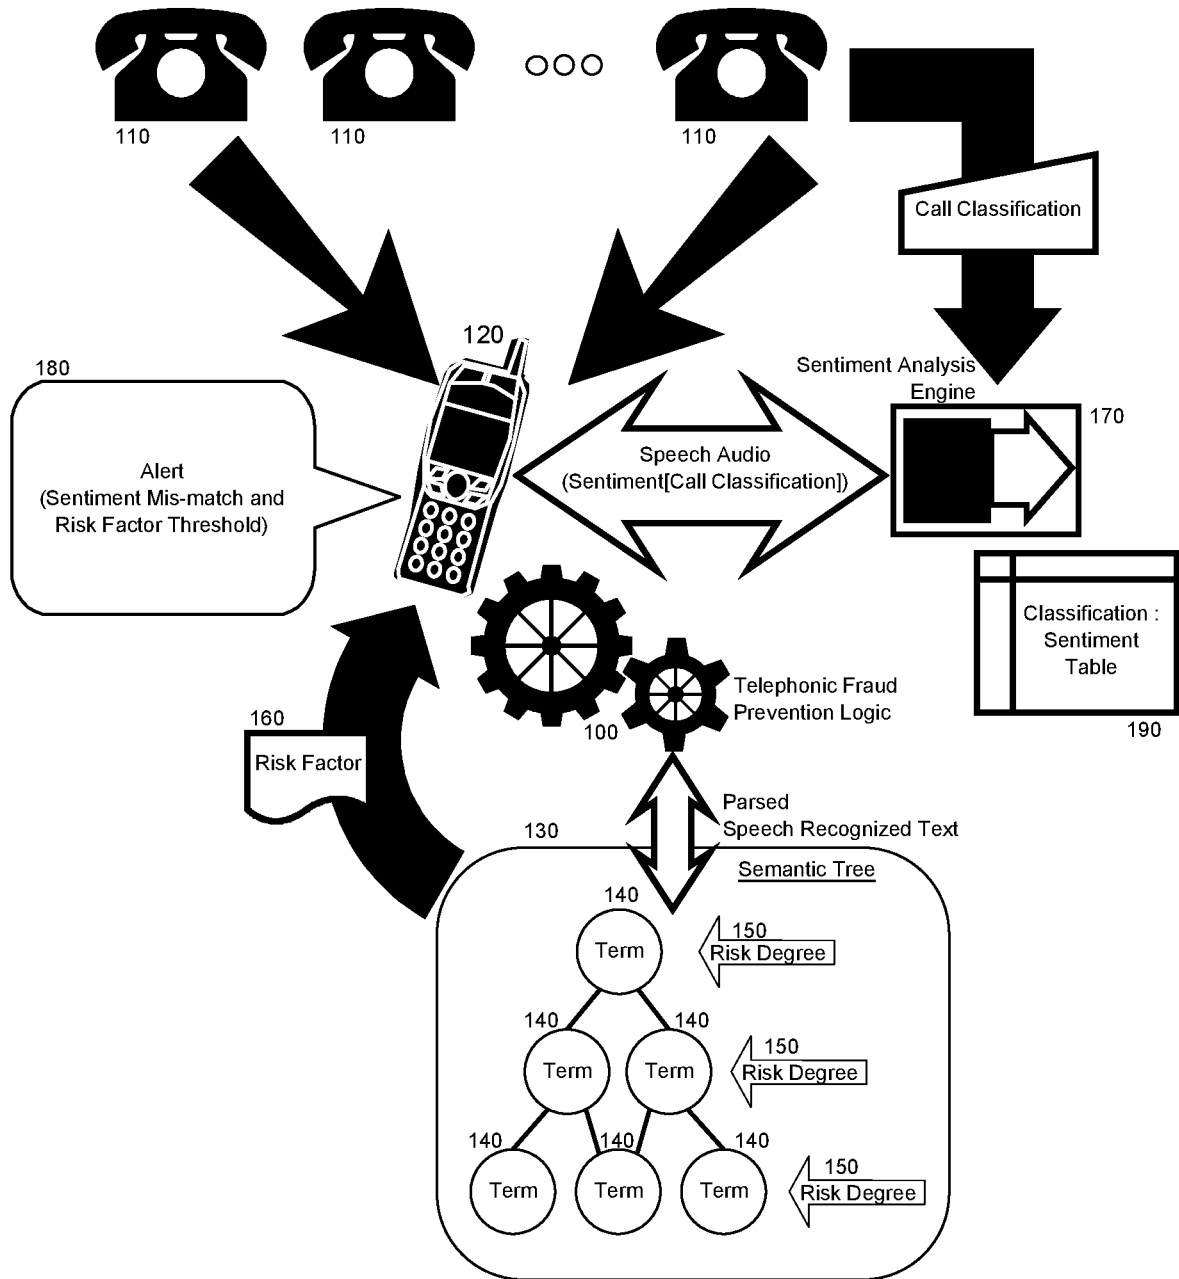 110
110
110
Call Classification
120
180
Alert
(Sentiment Mis-match and
Risk Factor Threshold)
Speech Audio
(Sentiment[Call Classification])
Sentiment Analysis
Engine
170
Classification :
Sentiment
Table
190
100
Telephonic Fraud
Prevention Logic
160
Risk Factor
Parsed
Speech Recognized Text
130
Semantic Tree
140
Term
150
Risk Degree
140
Term
140
Term
150
Risk Degree
140
Term
140
Term
140
Term
150
Risk Degree